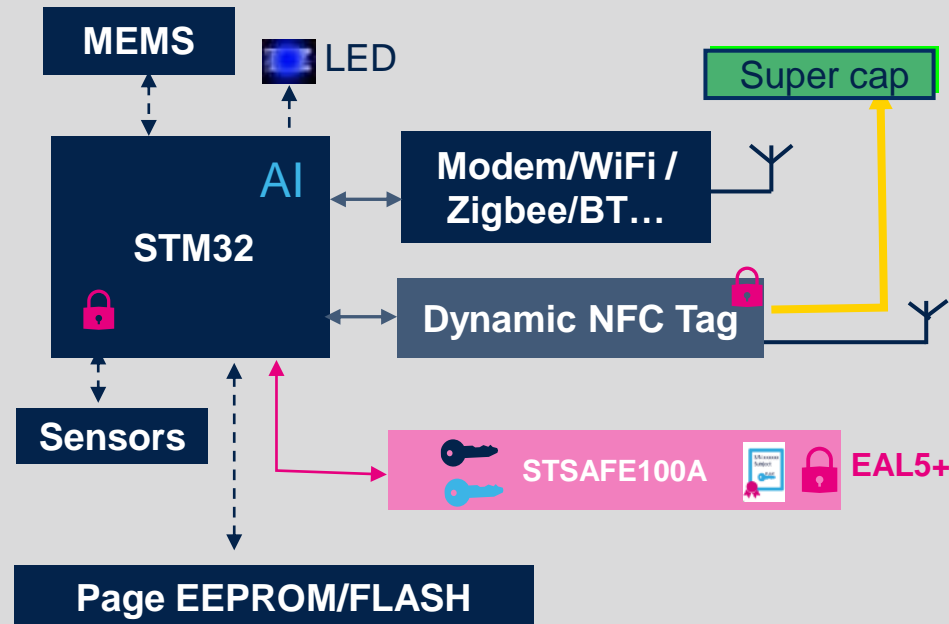 MEMS
LED
Super cap
AI
Modem/WiFi /
Zigbee/BT…
STM32
Dynamic NFC Tag
Sensors
STSAFE100A
EAL5+
Page EEPROM/FLASH